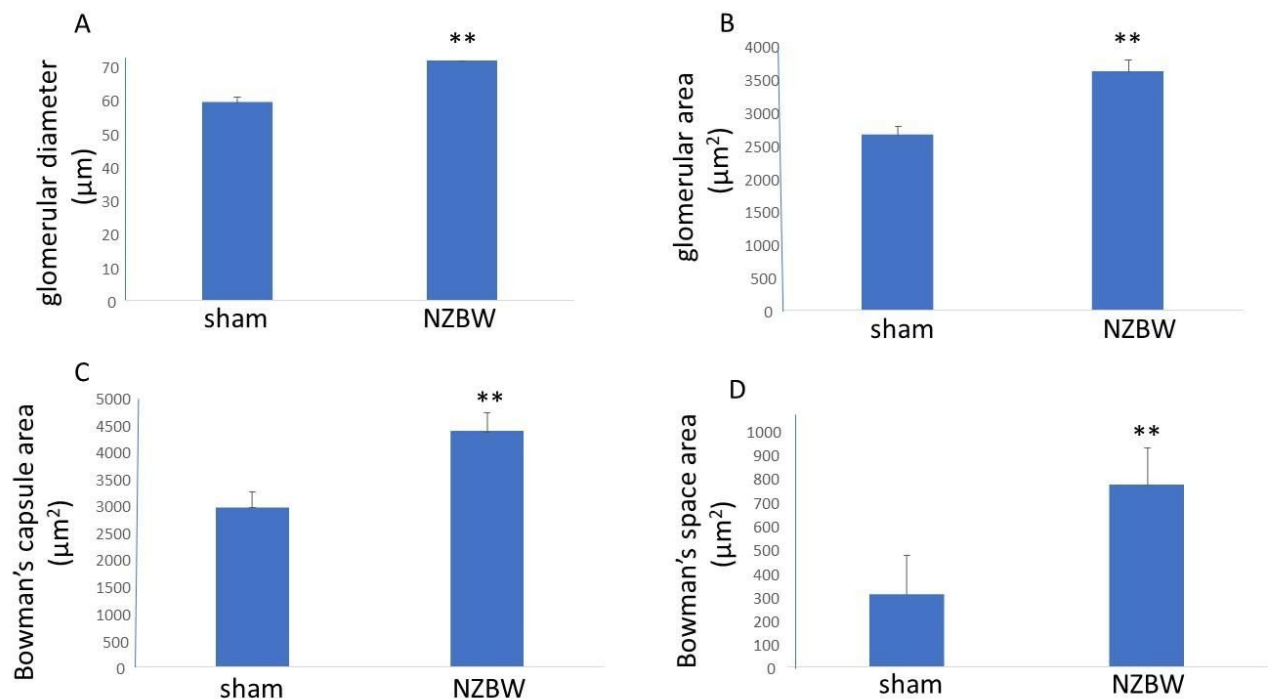 A
**
glomerular diameter
(μm)
70
60
50
40
30
20
10
0
sham
NZBW
B
**
glomerular area
(μm²)
4000
3500
3000
2500
2000
1500
1000
500
0
sham
NZBW
C
**
Bowman's capsule area
(μm²)
5000
4500
4000
3500
3000
2500
2000
1500
1000
500
0
sham
NZBW
D
**
Bowman's space area
(μm²)
1000
900
800
700
600
500
400
300
200
100
0
sham
NZBW